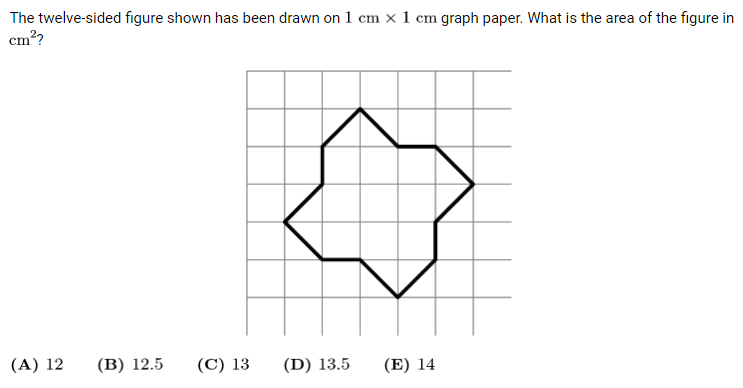 The twelve-sided figure shown has been drawn on 1 cm × 1 cm graph paper. What is the area of the figure in
cm²?
(A) 12 (B) 12.5 (C) 13 (D) 13.5 (E) 14